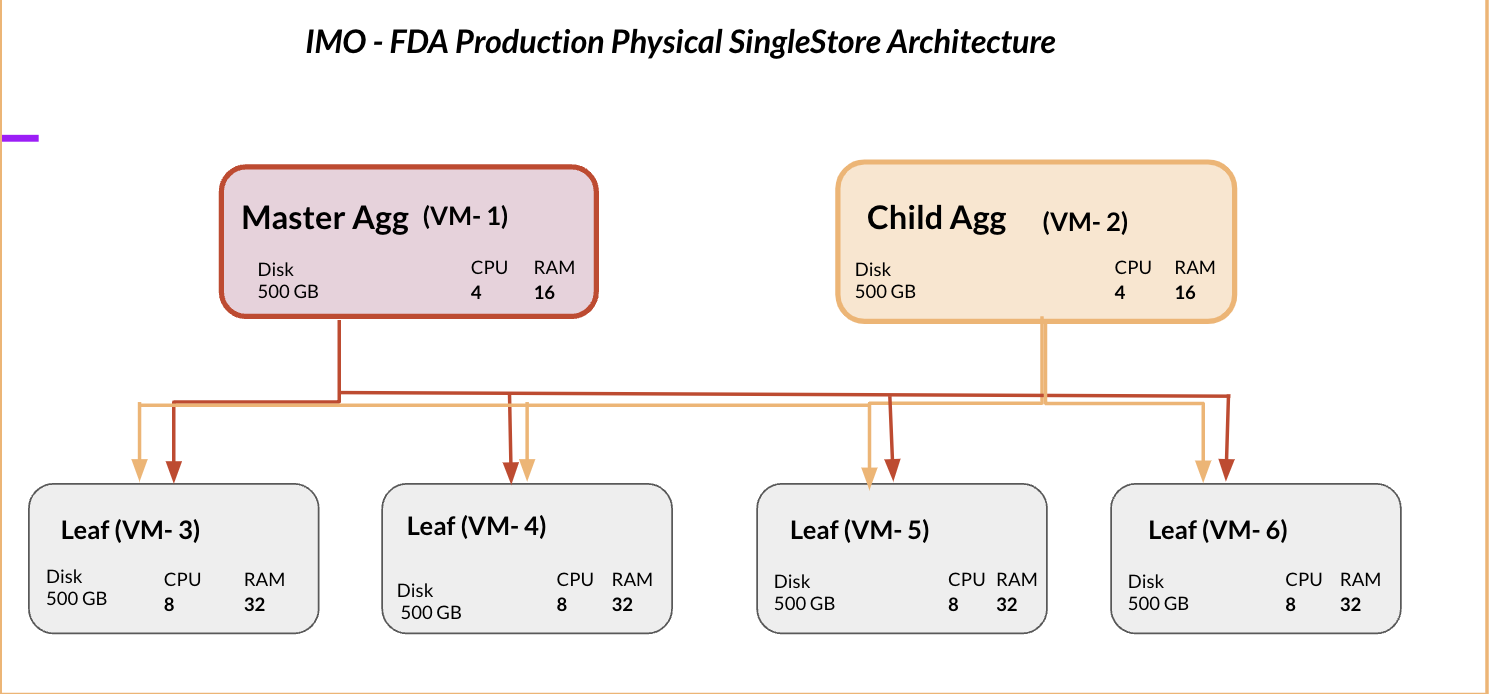 IMO - FDA Production Physical SingleStore Architecture
Master Agg (VM- 1)
Disk
500 GB
CPU RAM
4 16
Child Agg (VM- 2)
Disk
500 GB
CPU RAM
4 16
Leaf (VM- 3)
Disk
500 GB
CPU RAM
8 32
Leaf (VM- 4)
Disk
500 GB
CPU RAM
8 32
Leaf (VM- 5)
Disk
500 GB
CPU RAM
8 32
Leaf (VM- 6)
Disk
500 GB
CPU RAM
8 32